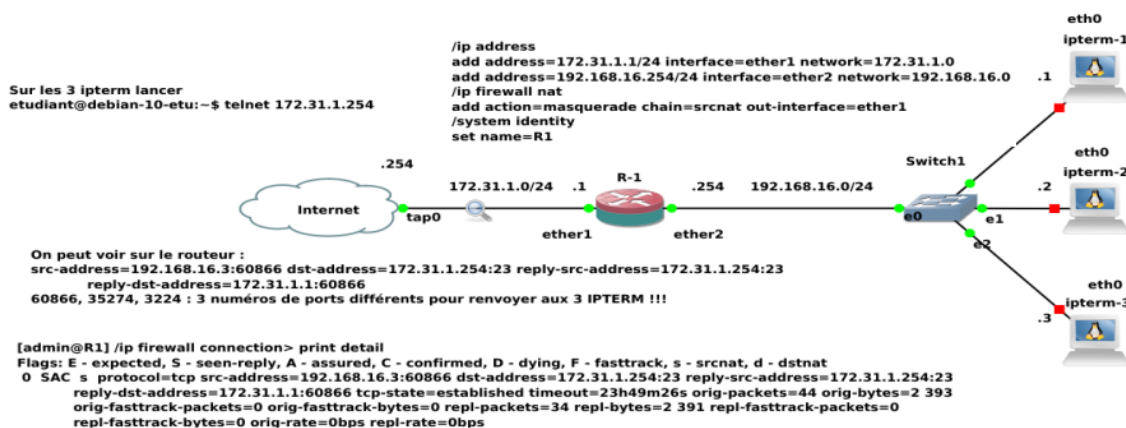 eth0
ipterm-1
.1
/ip address
add address=172.31.1.1/24 interface=ether1 network=172.31.1.0
add address=192.168.16.254/24 interface=ether2 network=192.168.16.0
/ip firewall nat
add action=masquerade chain=srcnat out-interface=ether1
/system identity
set name=R1
Sur les 3 ipterm lancer
etudiant@debian-10-etu:~$ telnet 172.31.1.254
eth0
ipterm-2
.2
.254
Internet
tap0
172.31.1.0/24
.1
R-1
.254
192.168.16.0/24
Switch1
ether1
ether2
e0
e1
e2
eth0
ipterm-3
.3
On peut voir sur le routeur :
src-address=192.168.16.3:60866 dst-address=172.31.1.254:23 reply-src-address=172.31.1.254:23
reply-dst-address=172.31.1.1:60866
60866, 35274, 3224 : 3 numéros de ports différents pour renvoyer aux 3 IPTERM !!!
[admin@R1] /ip firewall connection> print detail
Flags: E - expected, S - seen-reply, A - assured, C - confirmed, D - dying, F - fasttrack, s - srcnat, d - dstnat
0 SAC s protocol=tcp src-address=192.168.16.3:60866 dst-address=172.31.1.254:23 reply-src-address=172.31.1.254:23
reply-dst-address=172.31.1.1:60866 tcp-state=established timeout=23h49m26s orig-packets=44 orig-bytes=2 393
orig-fasttrack-packets=0 orig-fasttrack-bytes=0 repl-packets=34 repl-bytes=2 391 repl-fasttrack-packets=0
repl-fasttrack-bytes=0 orig-rate=0bps repl-rate=0bps